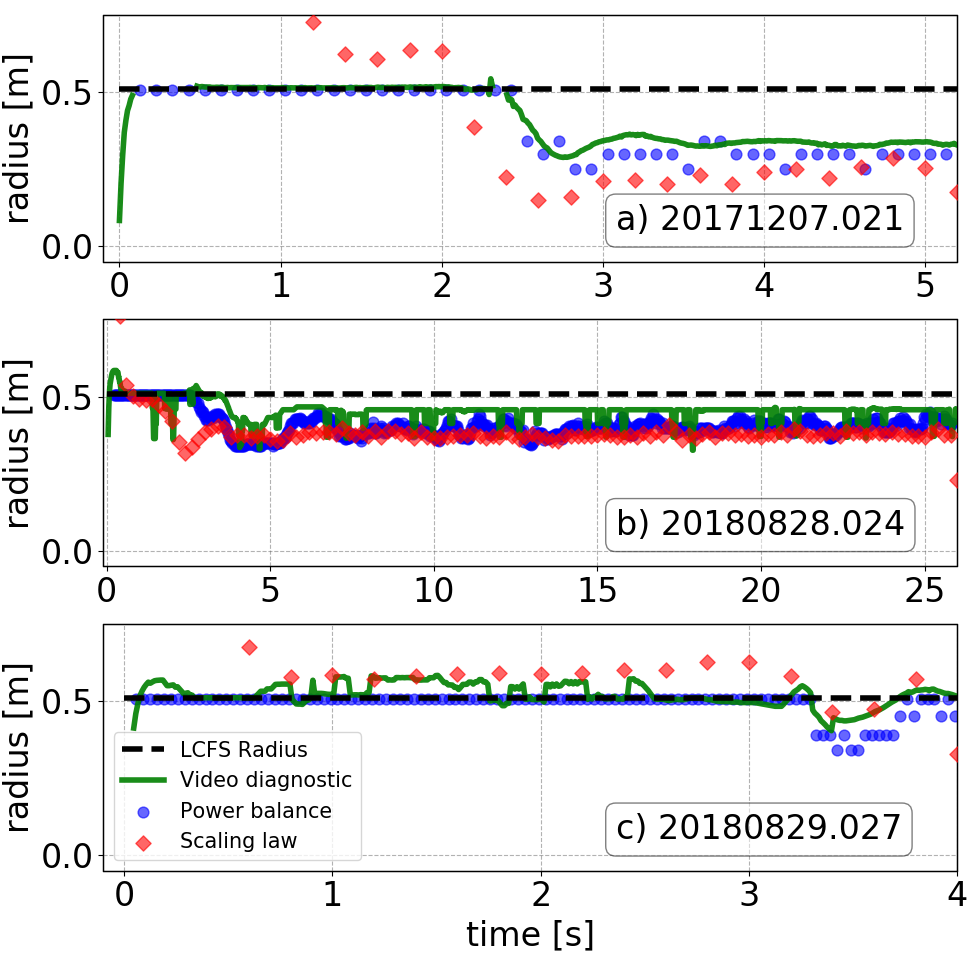 radius [m]
0.5
0.0
a) 20171207.021
0 1 2 3 4 5
radius [m]
0.5
0.0
b) 20180828.024
0 5 10 15 20 25
radius [m]
0.5
0.0
LCFS Radius
Video diagnostic
Power balance
Scaling law
c) 20180829.027
0 1 2 3 4
time [s]